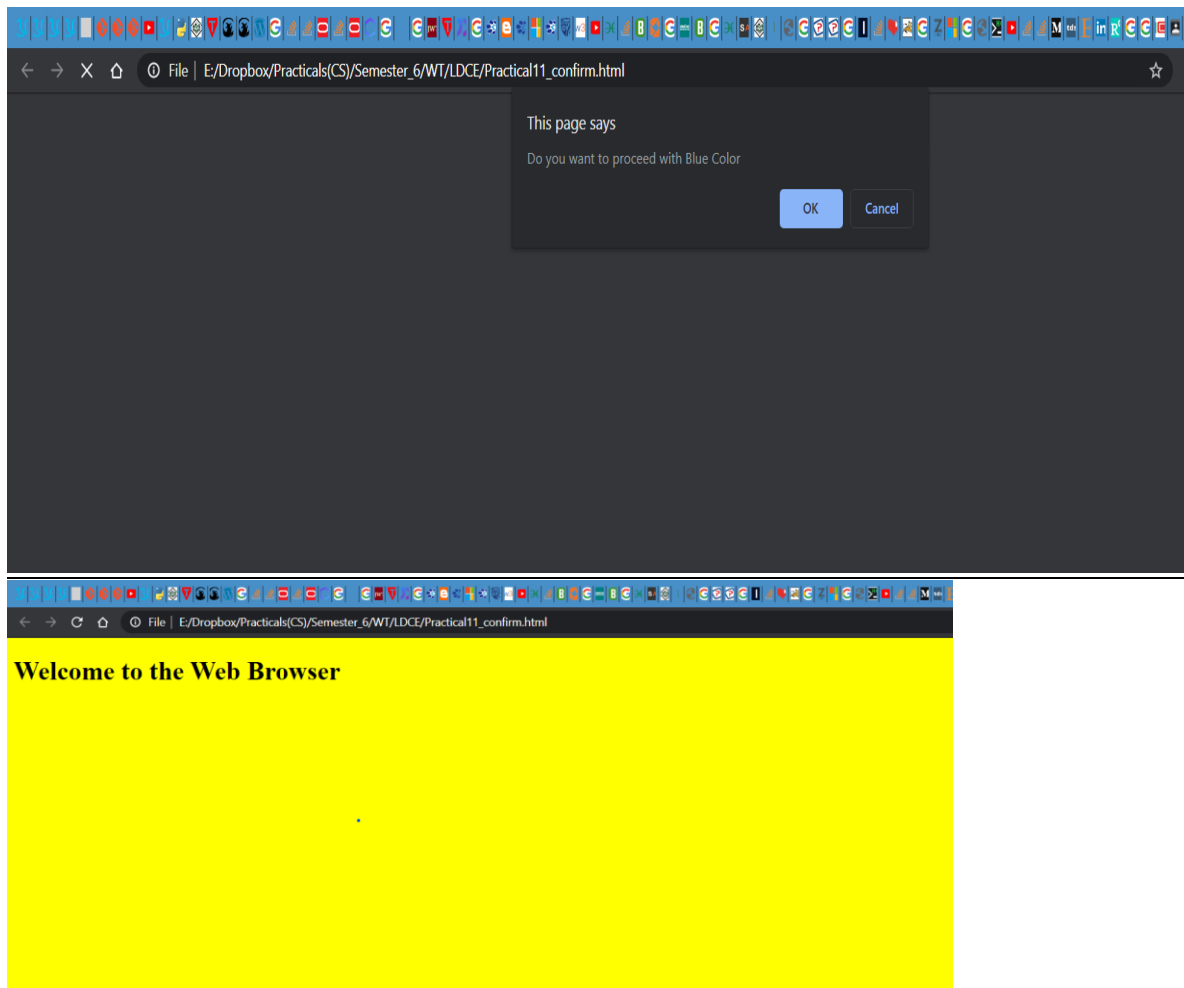 File | E:/Dropbox/Practicals(CS)/Semester_6/WT/LDCE/Practical11_confirm.html
This page says
Do you want to proceed with Blue Color
OK Cancel
File | E:/Dropbox/Practicals(CS)/Semester_6/WT/LDCE/Practical11_confirm.html
Welcome to the Web Browser